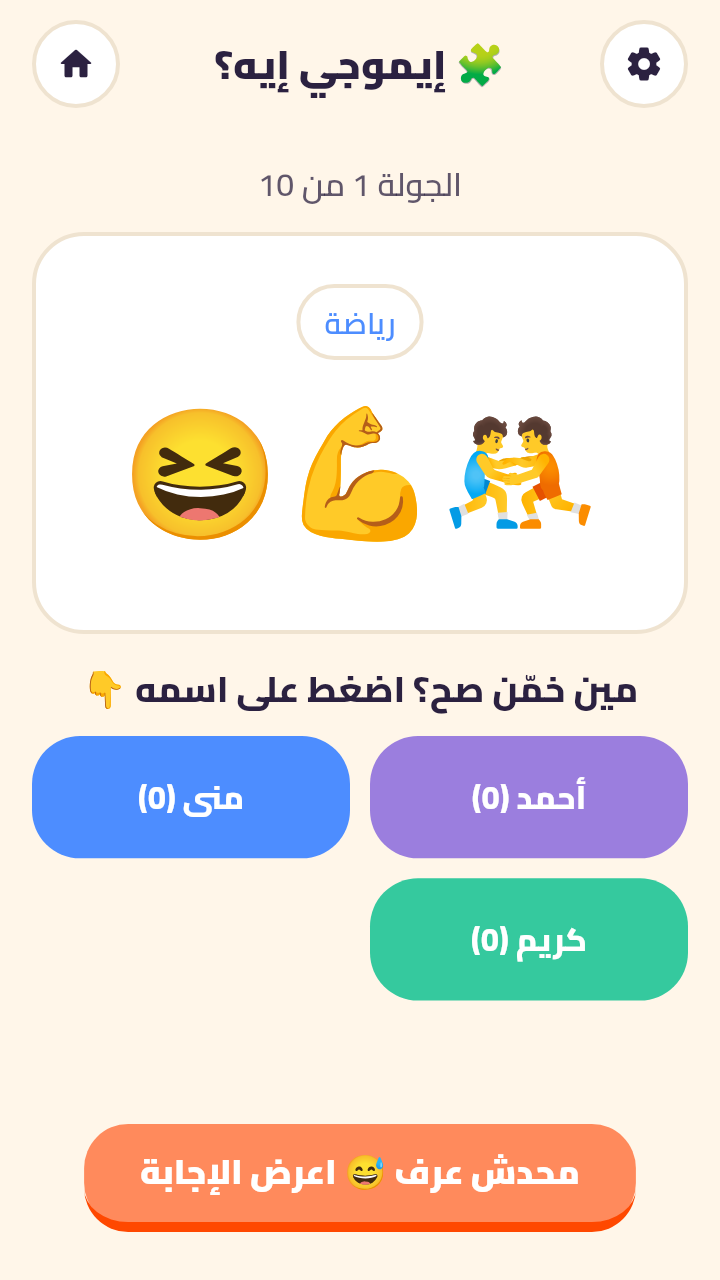 🧩 إيموجي إيه؟
الجولة 1 من 10
رياضة
مين خمّن صح؟ اضغط على اسمه 👇
أحمد (0)
منى (0)
كريم (0)
محدش عرف 😅 اعرض الإجابة